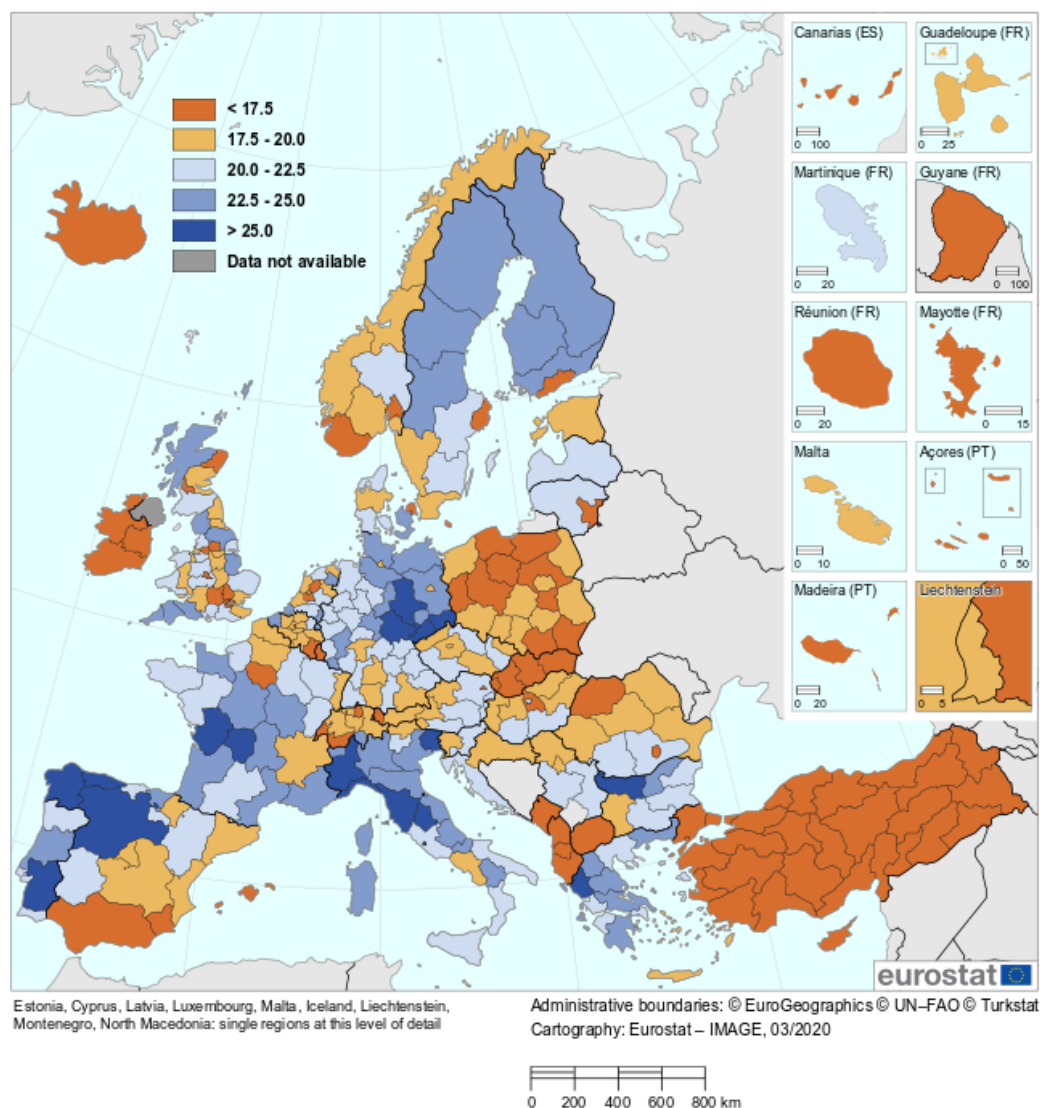 < 17.5
17.5 - 20.0
20.0 - 22.5
22.5 - 25.0
> 25.0
Data not available
Canarias (ES)
0 100
Guadeloupe (FR)
0 25
Martinique (FR)
0 20
Guyane (FR)
0 100
Réunion (FR)
0 20
Mayotte (FR)
0 15
Malta
0 10
Açores (PT)
0 50
Madeira (PT)
0 20
Liechtenstein
0 5
eurostat
Estonia, Cyprus, Latvia, Luxembourg, Malta, Iceland, Liechtenstein,
Montenegro, North Macedonia: single regions at this level of detail
Administrative boundaries: © EuroGeographics © UN–FAO © Turkstat
Cartography: Eurostat – IMAGE, 03/2020
0 200 400 600 800 km